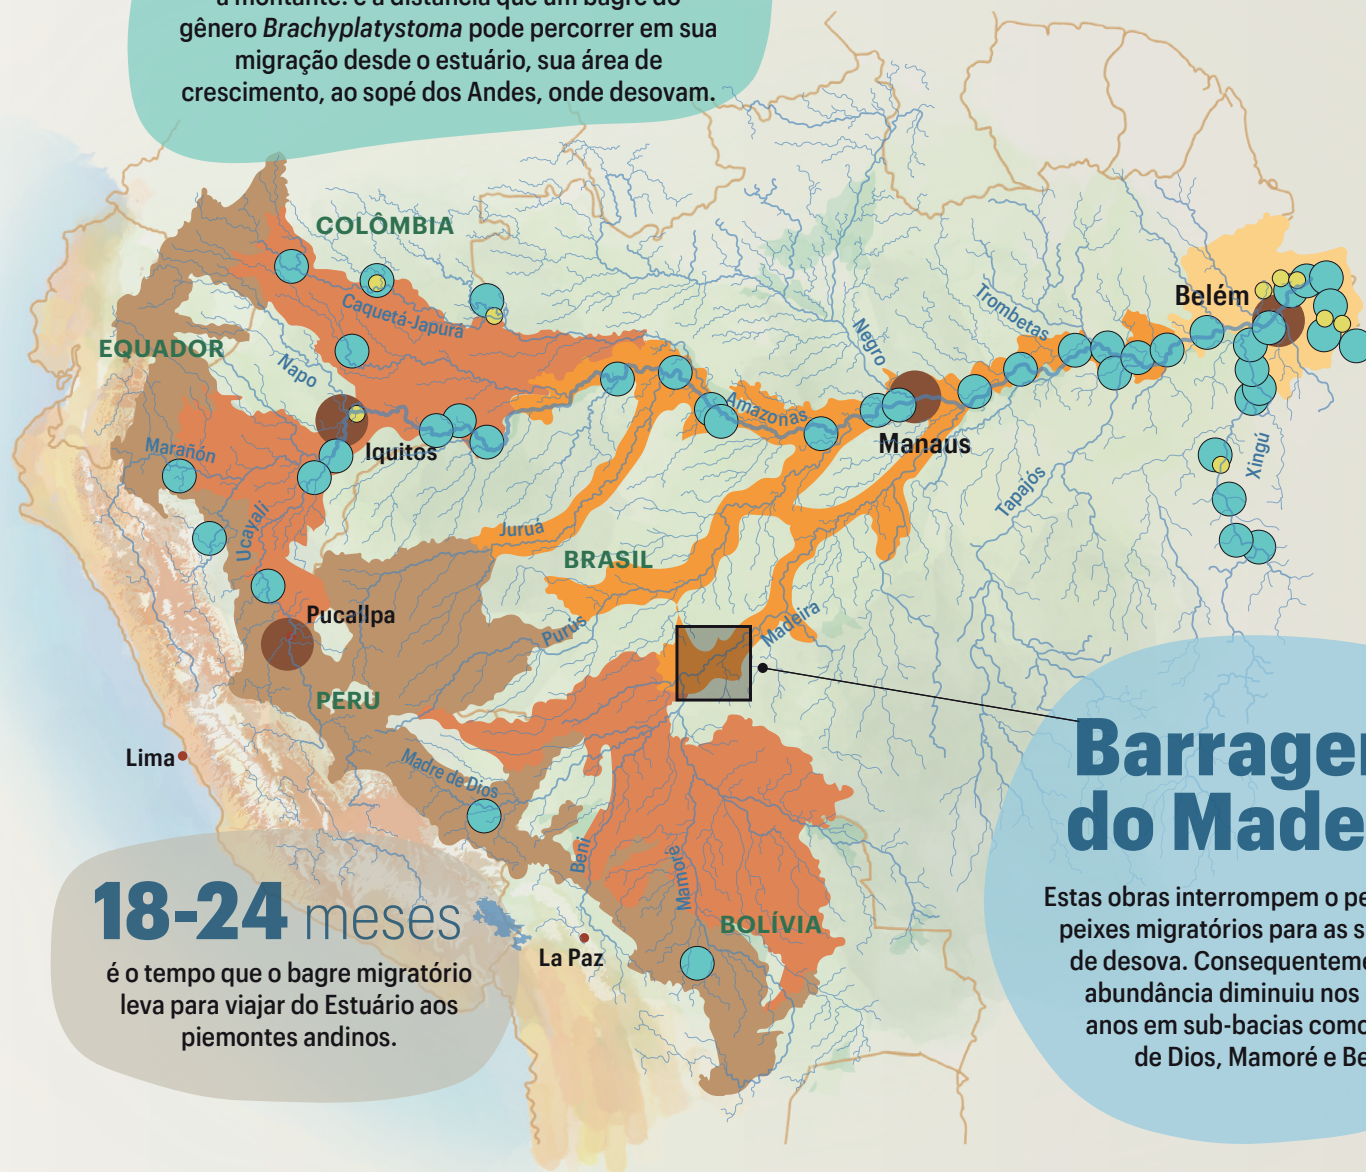 gênero Brachyplatystoma pode percorrer em sua
migração desde o estuário, sua área de
crescimento, ao sopé dos Andes, onde desovam.
COLÔMBIA
Caquetá-Japurá
EQUADOR
Napo
Marañón
Iquitos
Ucayali
Pucallpa
PERU
Lima
Juruá
BRASIL
Purús
Madeira
Amazonas
Negro
Manaus
Trombetas
Tapajós
Belém
Xingú
Madre de Dios
Beni
Mamoré
BOLÍVIA
La Paz
18-24 meses
é o tempo que o bagre migratório
leva para viajar do Estuário aos
piemontes andinos.
Barrage
do Made
Estas obras interrompem o pe
peixes migratórios para as s
de desova. Consequenteme
abundância diminuiu nos
anos em sub-bacias como
de Dios, Mamoré e Be